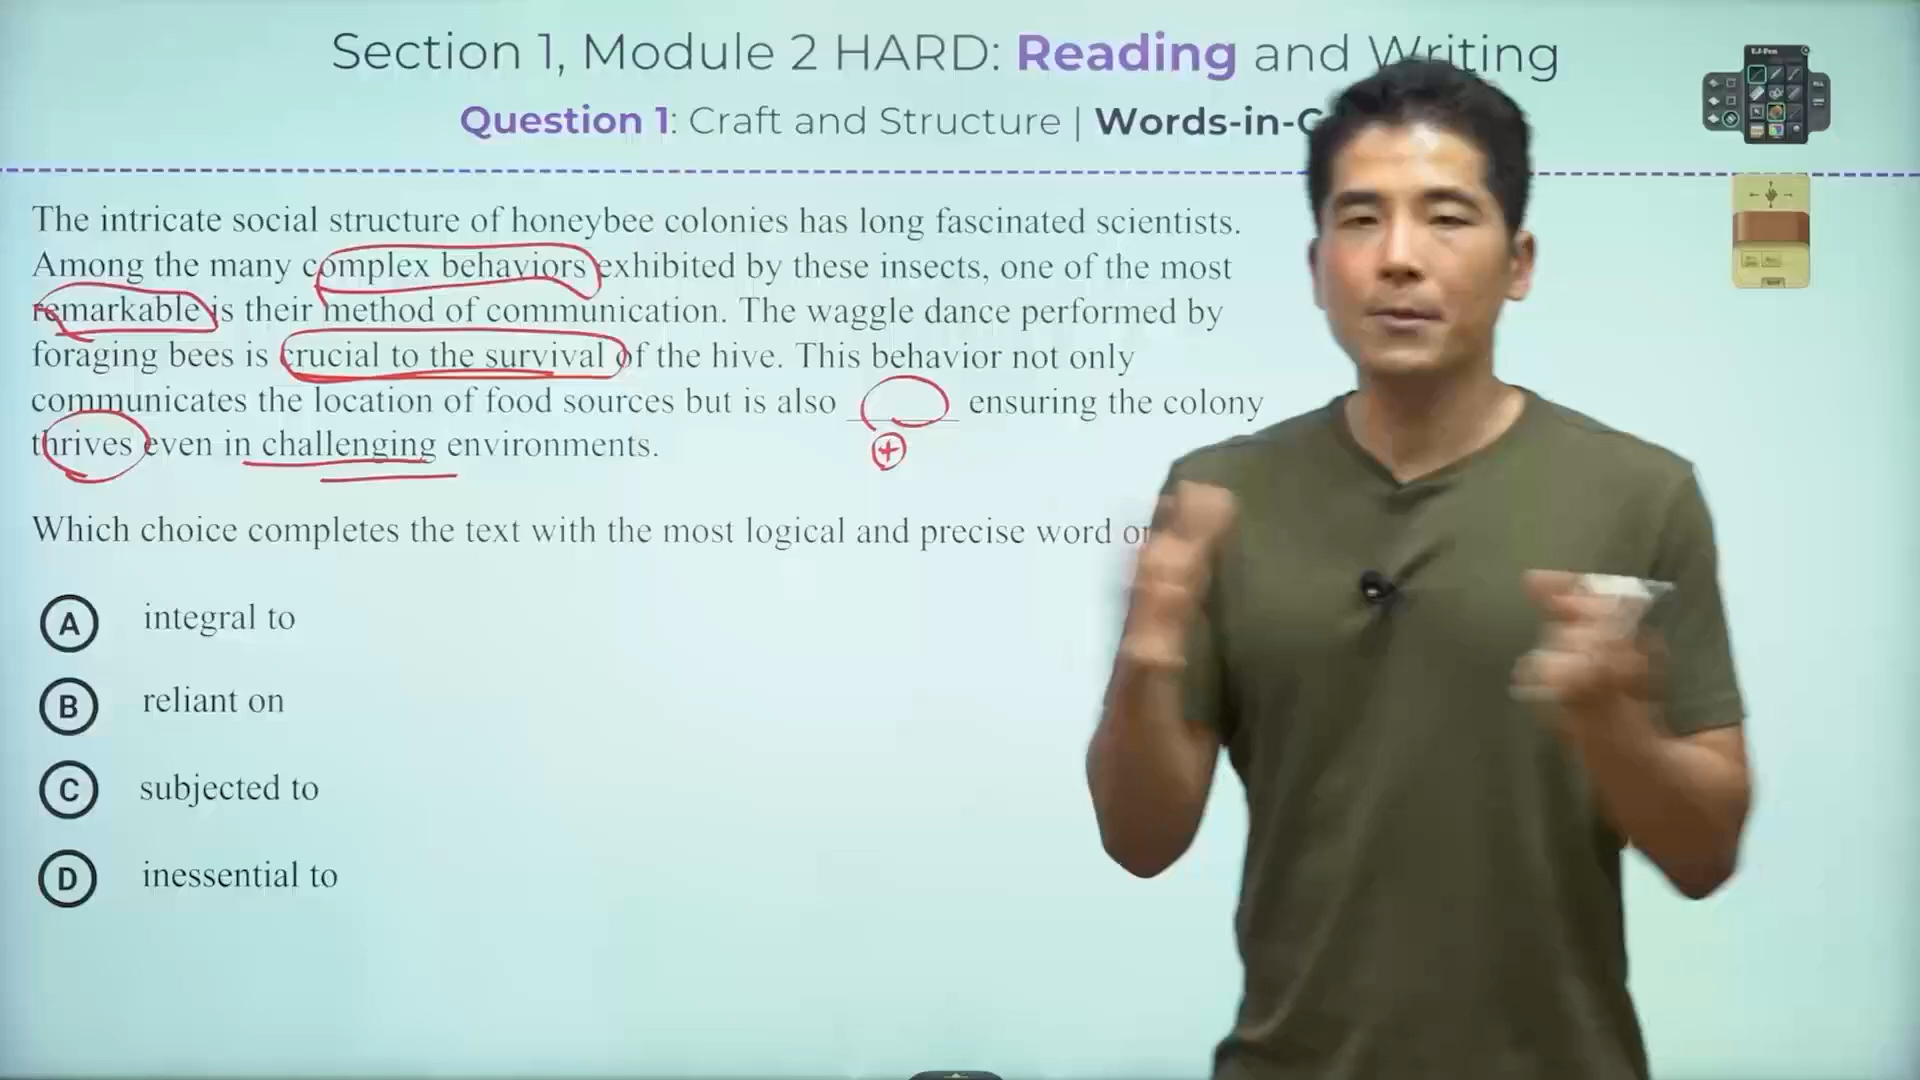 Section 1, Module 2 HARD: Reading and Writing
Question 1: Craft and Structure | Words-in-C
The intricate social structure of honeybee colonies has long fascinated scientists.
Among the many complex behaviors exhibited by these insects, one of the most
remarkable is their method of communication. The waggle dance performed by
foraging bees is crucial to the survival of the hive. This behavior not only
communicates the location of food sources but is also ______ ensuring the colony
thrives even in challenging environments.
Which choice completes the text with the most logical and precise word or
A integral to
B reliant on
C subjected to
D inessential to